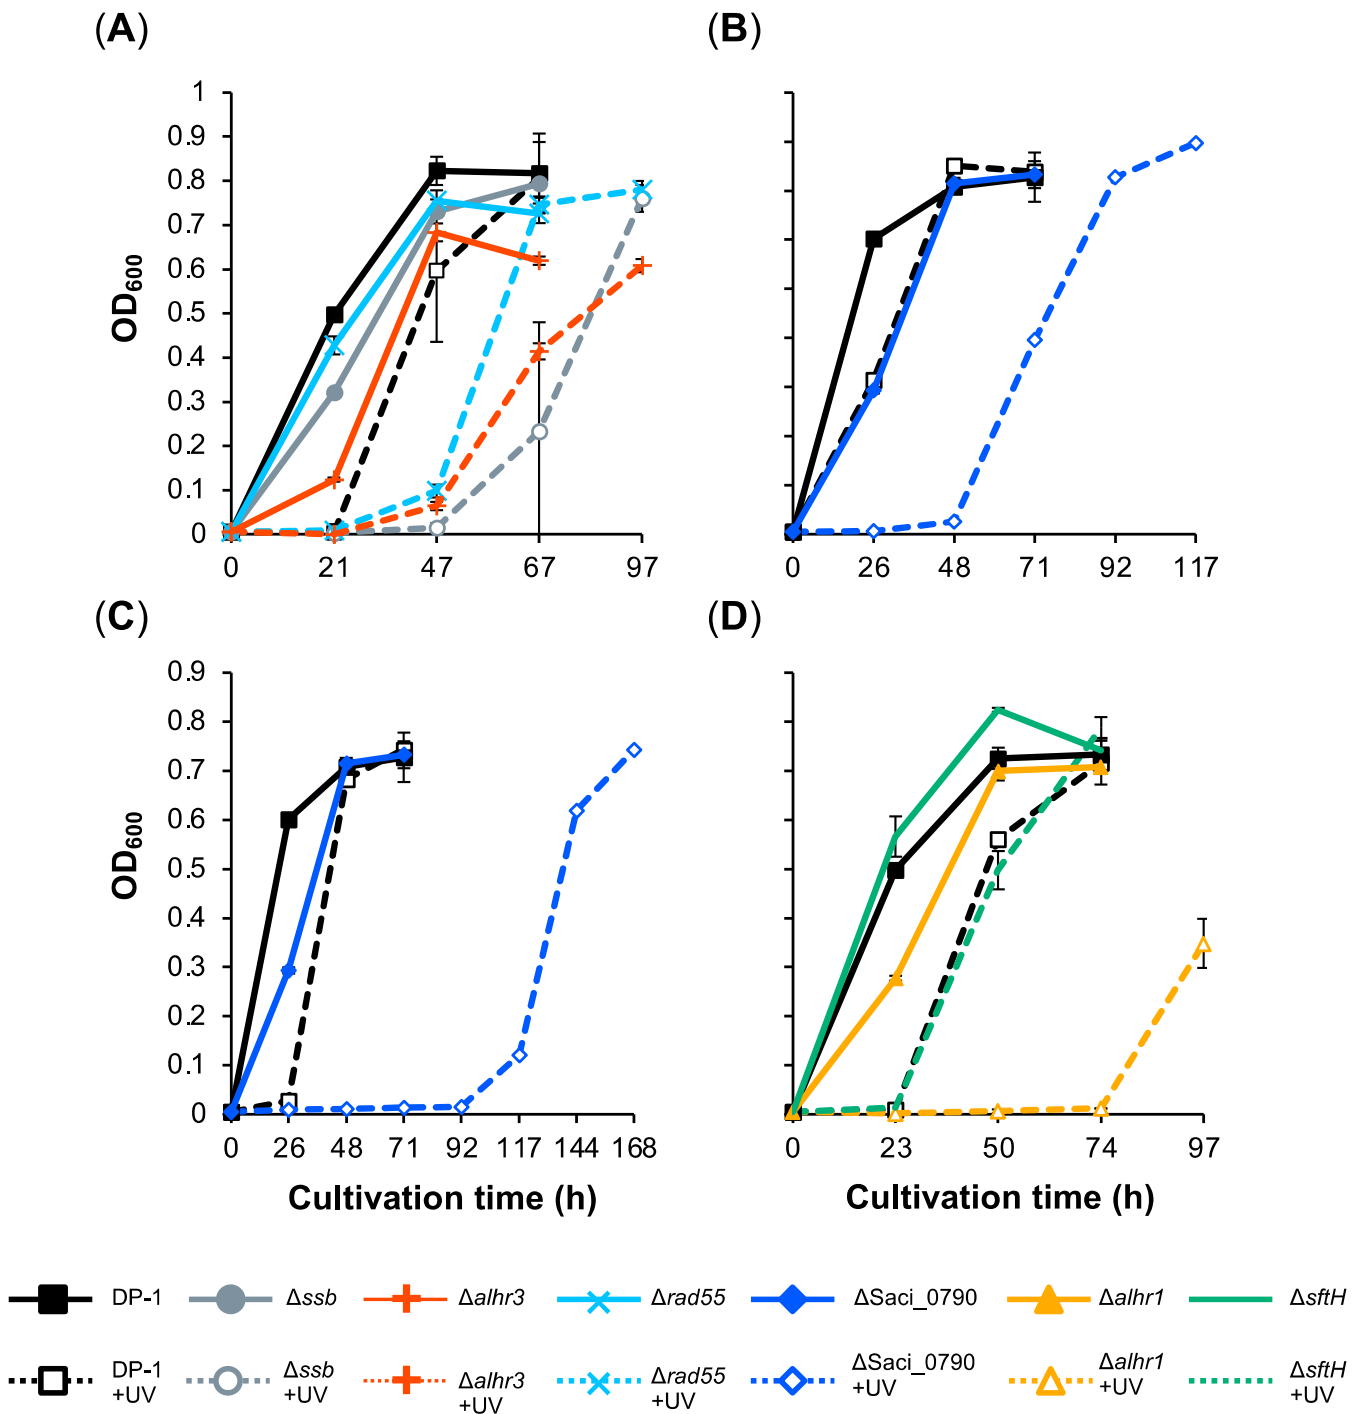 (A)
(B)
1
0.9
0.8
0.7
0.6
0.5
0.4
0.3
0.2
0.1
0
OD600
0 21 47 67 97
0 26 48 71 92 117
(C)
(D)
0.9
0.8
0.7
0.6
0.5
0.4
0.3
0.2
0.1
0
OD600
0 26 48 71 92 117 144 168
0 23 50 74 97
Cultivation time (h)
Cultivation time (h)
DP-1
Δssb
Δalhr3
Δrad55
ΔSaci_0790
Δalhr1
ΔsftH
DP-1
+UV
Δssb
+UV
Δalhr3
+UV
Δrad55
+UV
ΔSaci_0790
+UV
Δalhr1
+UV
ΔsftH
+UV